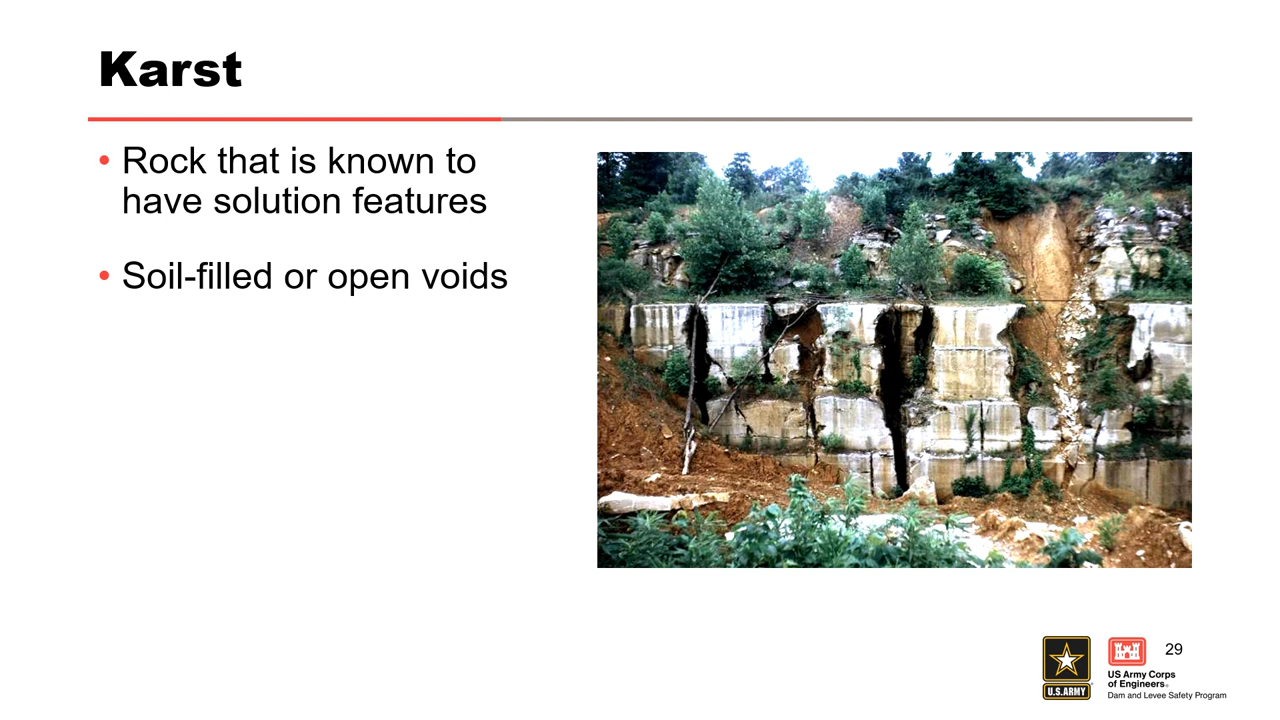 Karst
• Rock that is known to
have solution features
• Soil-filled or open voids
29
U.S.ARMY
US Army Corps
of Engineers®
Dam and Levee Safety Program